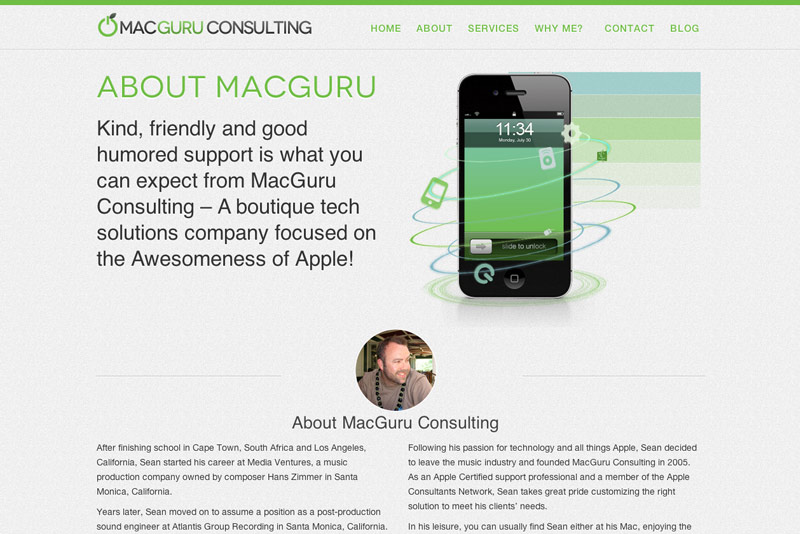 MACGURU CONSULTING
HOME ABOUT SERVICES WHY ME? CONTACT BLOG
ABOUT MACGURU
Kind, friendly and good
humored support is what you
can expect from MacGuru
Consulting – A boutique tech
solutions company focused on
the Awesomeness of Apple!
11:34
Monday, July 30
slide to unlock
About MacGuru Consulting
After finishing school in Cape Town, South Africa and Los Angeles,
California, Sean started his career at Media Ventures, a music
production company owned by composer Hans Zimmer in Santa
Monica, California.
Years later, Sean moved on to assume a position as a post-production
sound engineer at Atlantis Group Recording in Santa Monica, California.
Following his passion for technology and all things Apple, Sean decided
to leave the music industry and founded MacGuru Consulting in 2005.
As an Apple Certified support professional and a member of the Apple
Consultants Network, Sean takes great pride customizing the right
solution to meet his clients' needs.
In his leisure, you can usually find Sean either at his Mac, enjoying the